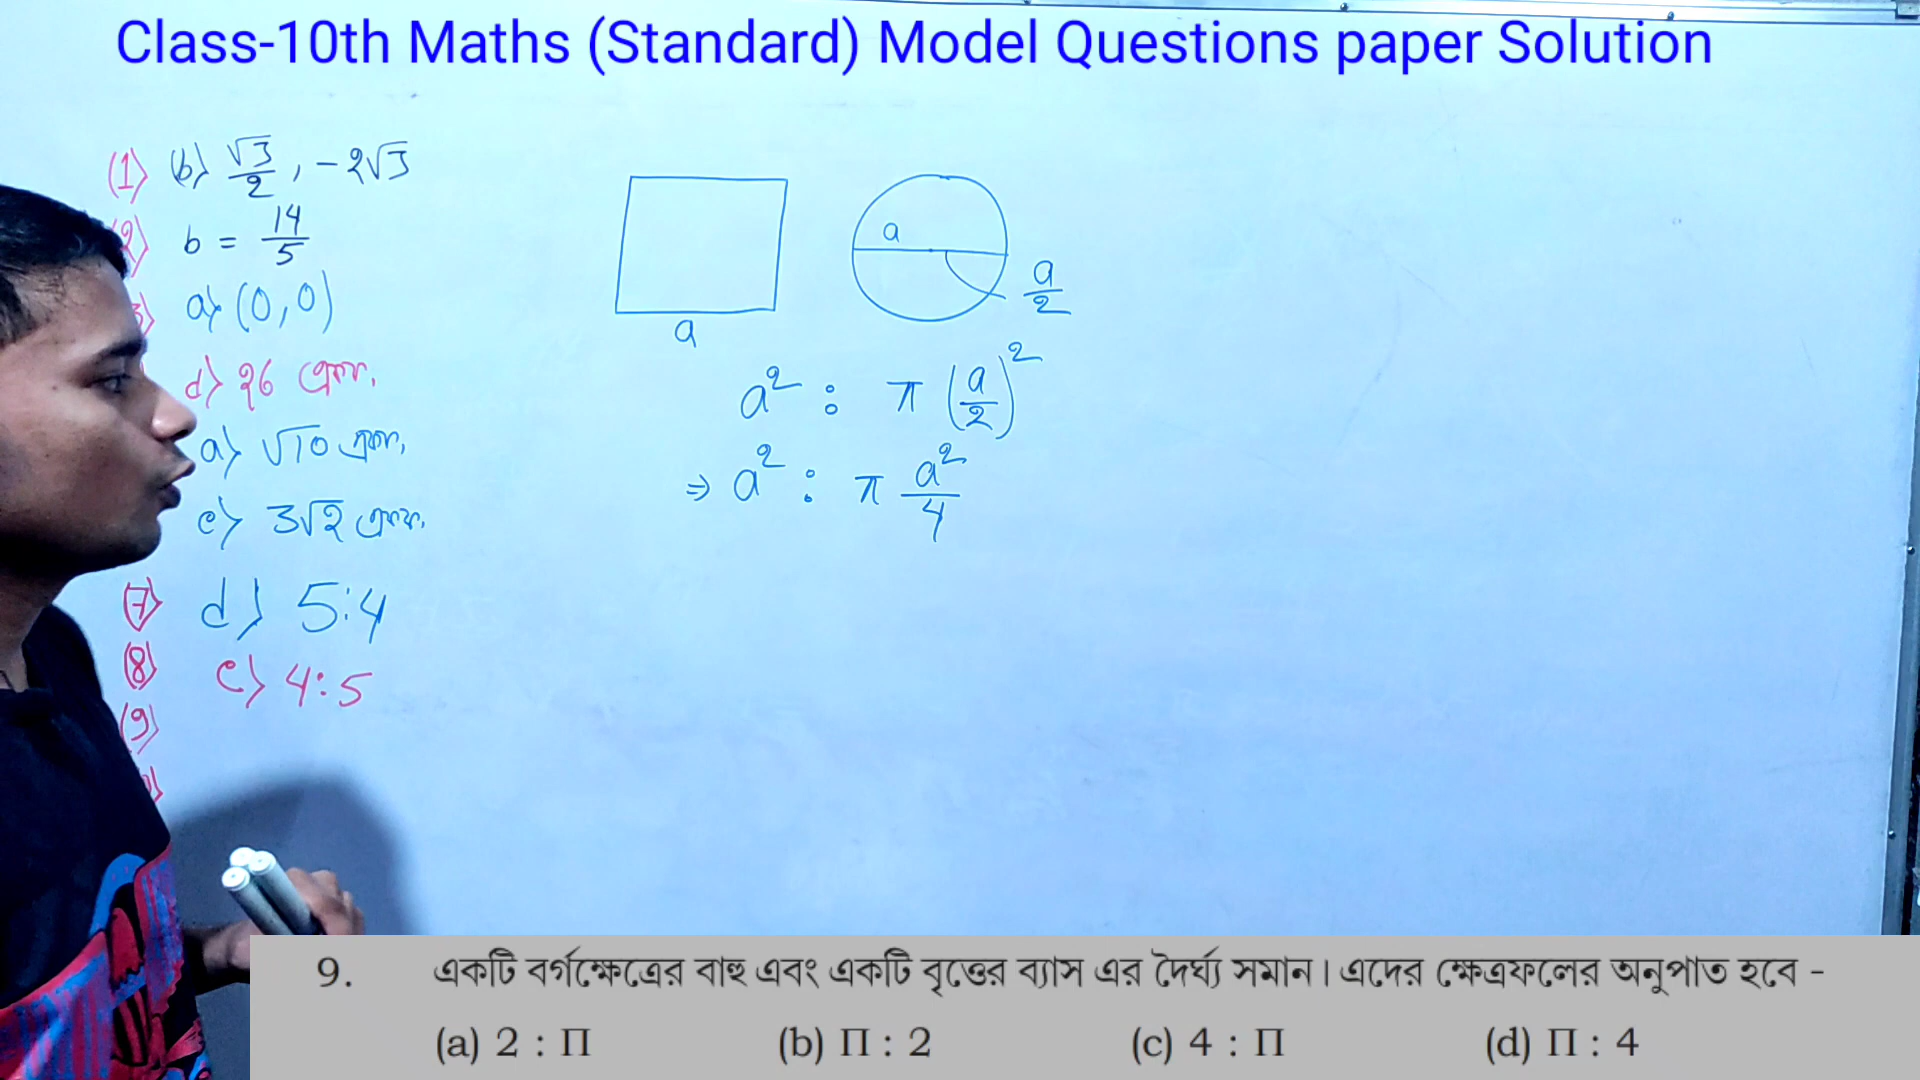 Class-10th Maths (Standard) Model Questions paper Solution
(1) (b) √3/2 , -2√3
2) b = 14/5
3) a) (0,0)
d) 26 একক.
a) √10 একক,
c) 3√2 একক.
(7) d) 5:4
(8) c) 4:5
(9)
a
a
a/2
a² : π (a/2)²
⇒ a² : π a²/4
9. একটি বর্গক্ষেত্রের বাহু এবং একটি বৃত্তের ব্যাস এর দৈর্ঘ্য সমান। এদের ক্ষেত্রফলের অনুপাত হবে -
(a) 2 : Π (b) Π : 2 (c) 4 : Π (d) Π : 4